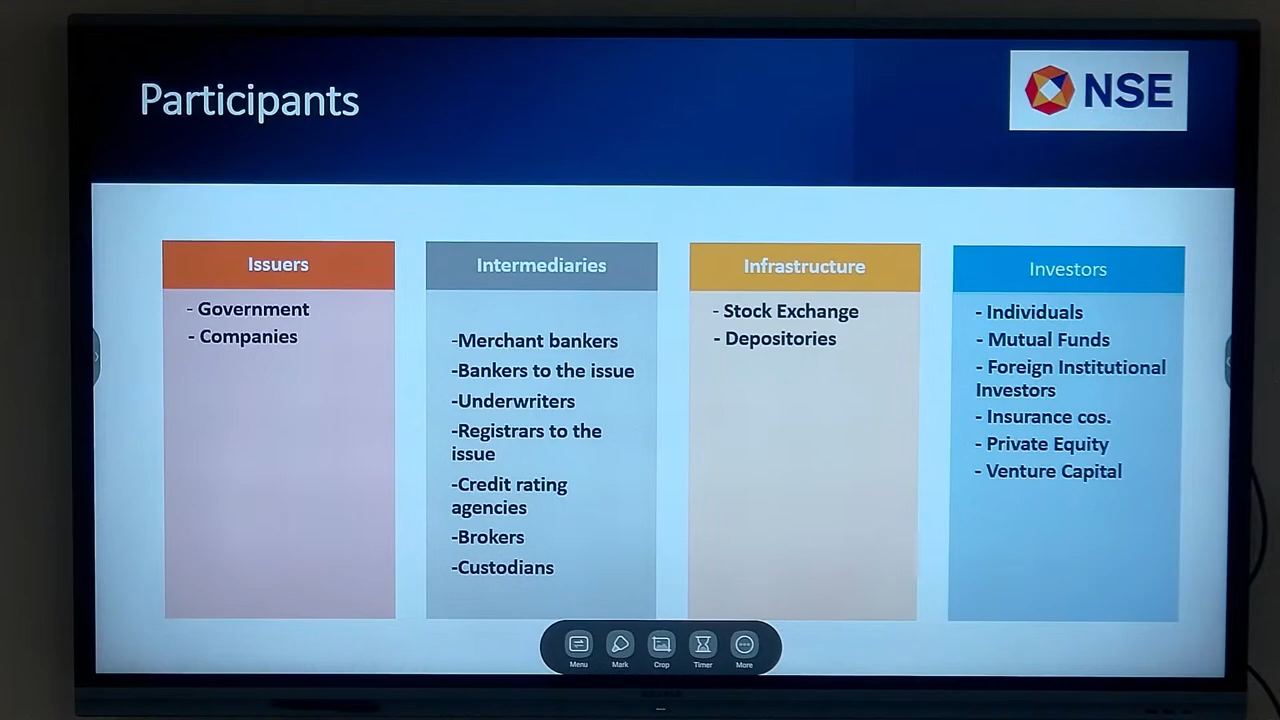 Participants
NSE
Issuers
- Government
- Companies
Intermediaries
-Merchant bankers
-Bankers to the issue
-Underwriters
-Registrars to the
issue
-Credit rating
agencies
-Brokers
-Custodians
Infrastructure
- Stock Exchange
- Depositories
Investors
- Individuals
- Mutual Funds
- Foreign Institutional
Investors
- Insurance cos.
- Private Equity
- Venture Capital
Menu
Mark
Crop
Timer
More